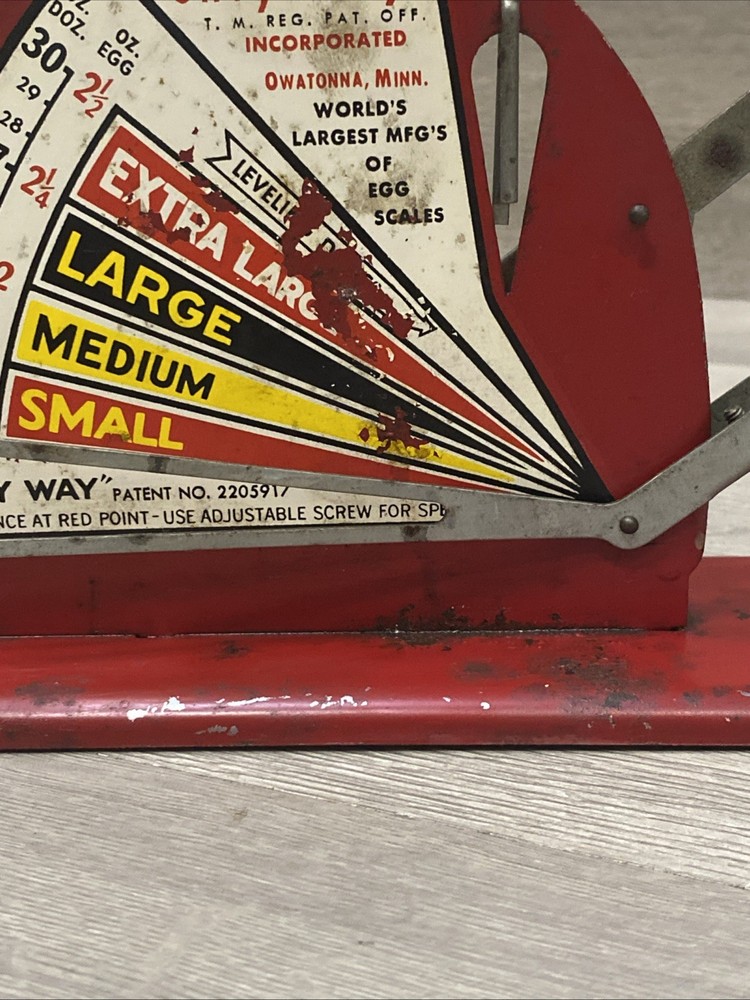 T. M. REG. PAT. OFF.
INCORPORATED
OWATONNA, MINN.
WORLD'S
LARGEST MFG'S
OF
EGG
SCALES
DOZ.
OZ.
EGG
30
29
28
2½
2¼
EXTRA LARG
LARGE
MEDIUM
SMALL
Y WAY" PATENT NO. 2205917
NCE AT RED POINT-USE ADJUSTABLE SCREW FOR SP